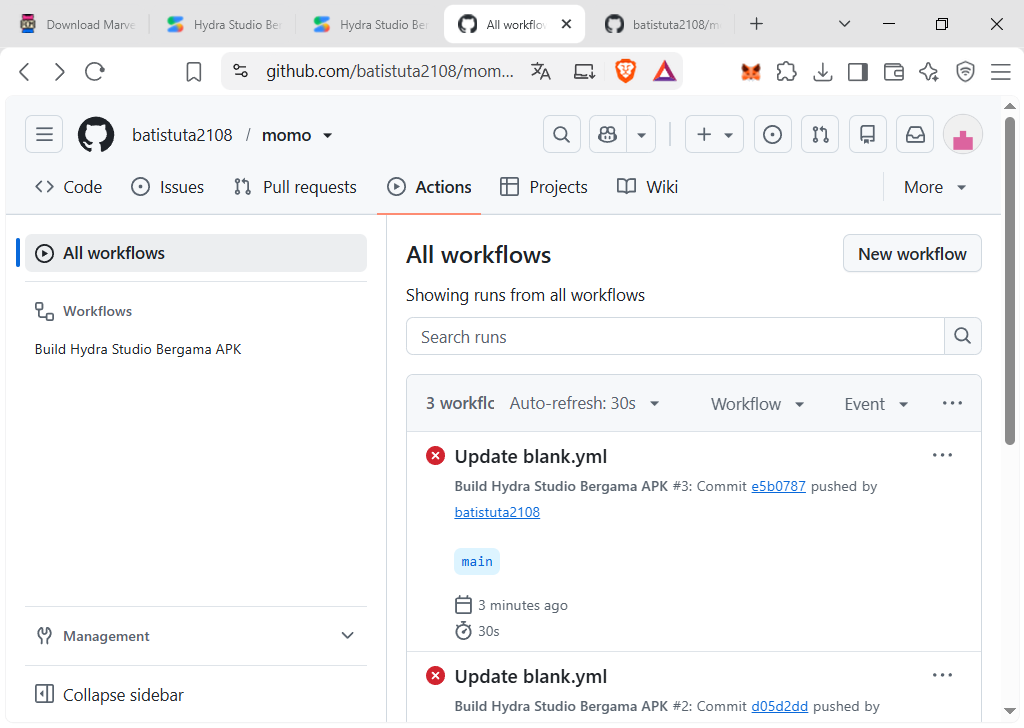 Download Marve
Hydra Studio Ber
Hydra Studio Ber
All workflo
batistuta2108/m
github.com/batistuta2108/mom...
batistuta2108 / momo
Code
Issues
Pull requests
Actions
Projects
Wiki
More
All workflows
Workflows
Build Hydra Studio Bergama APK
Management
Collapse sidebar
All workflows
New workflow
Showing runs from all workflows
Search runs
3 workflc
Auto-refresh: 30s
Workflow
Event
Update blank.yml
Build Hydra Studio Bergama APK #3: Commit e5b0787 pushed by
batistuta2108
main
3 minutes ago
30s
Update blank.yml
Build Hydra Studio Bergama APK #2: Commit d05d2dd pushed by